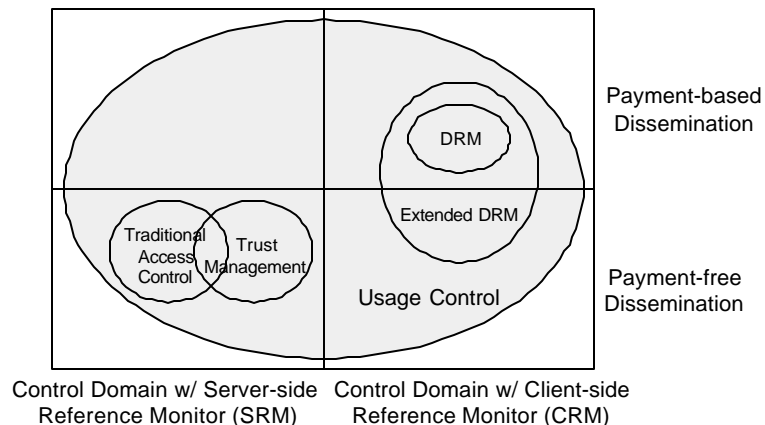 Payment-based
Dissemination
DRM
Extended DRM
Traditional
Access
Control
Trust
Management
Usage Control
Payment-free
Dissemination
Control Domain w/ Server-side
Reference Monitor (SRM)
Control Domain w/ Client-side
Reference Monitor (CRM)